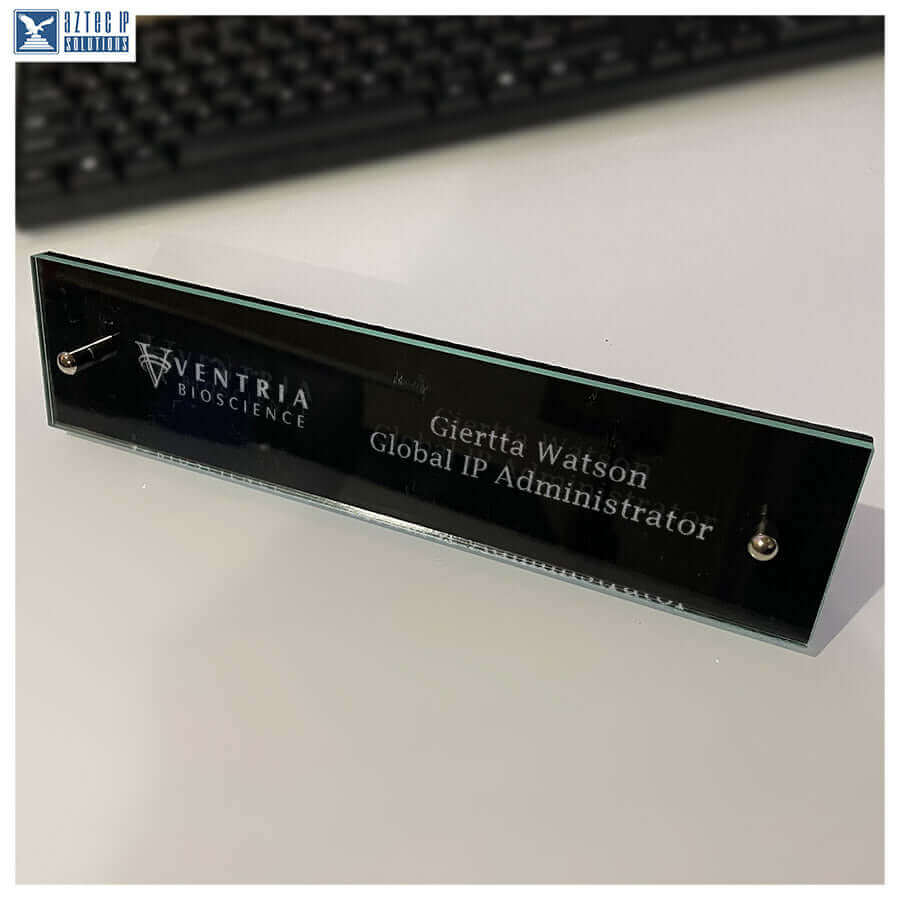 AZTEC IP
SOLUTIONS
VENTRIA
BIOSCIENCE
Giertta Watson
Global IP Administrator